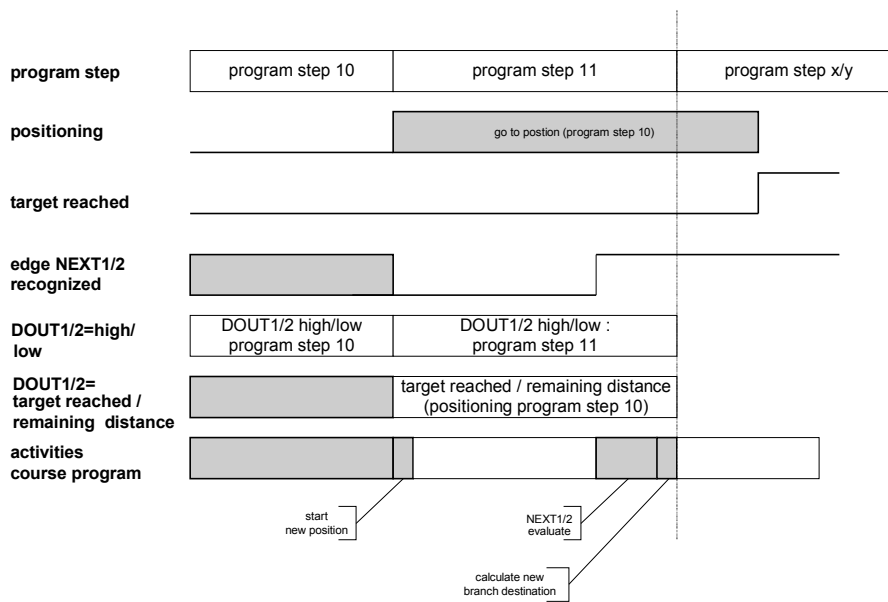 program step
program step 10
program step 11
program step x/y
positioning
go to postion (program step 10)
target reached
edge NEXT1/2
recognized
DOUT1/2=high/
low
DOUT1/2 high/low
program step 10
DOUT1/2 high/low :
program step 11
DOUT1/2=
target reached /
remaining distance
target reached / remaining distance
(positioning program step 10)
activities
course program
start
new position
NEXT1/2
evaluate
calculate new
branch destination